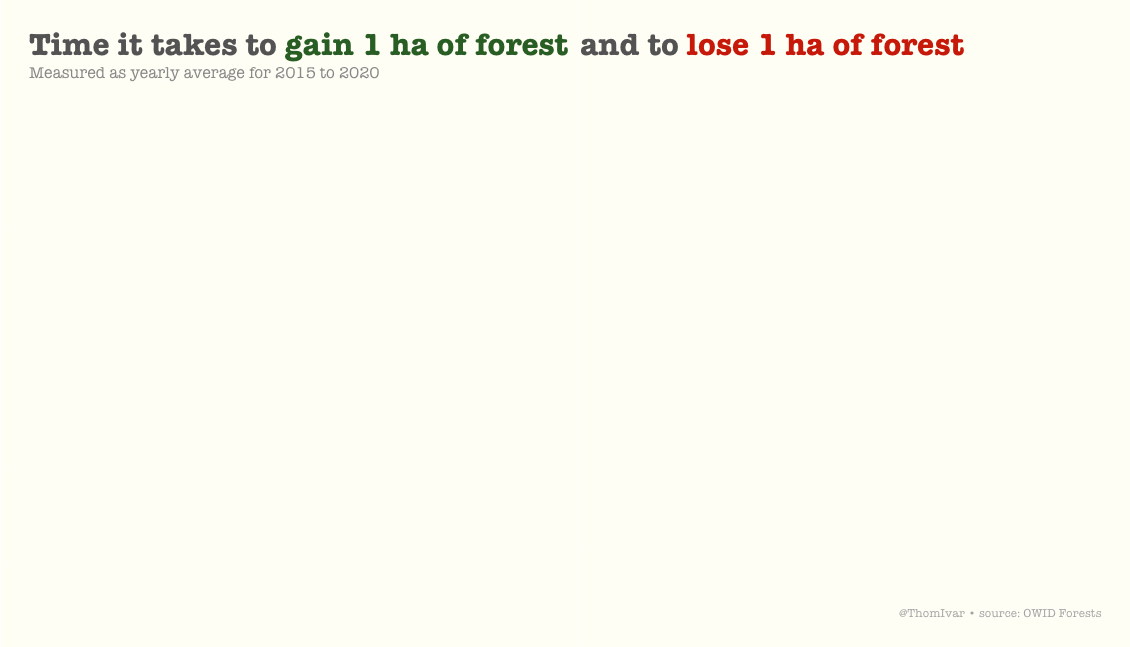 Time it takes to gain 1 ha of forest and to lose 1 ha of forest
Measured as yearly average for 2015 to 2020
@ThomIvar • source: OWID Forests